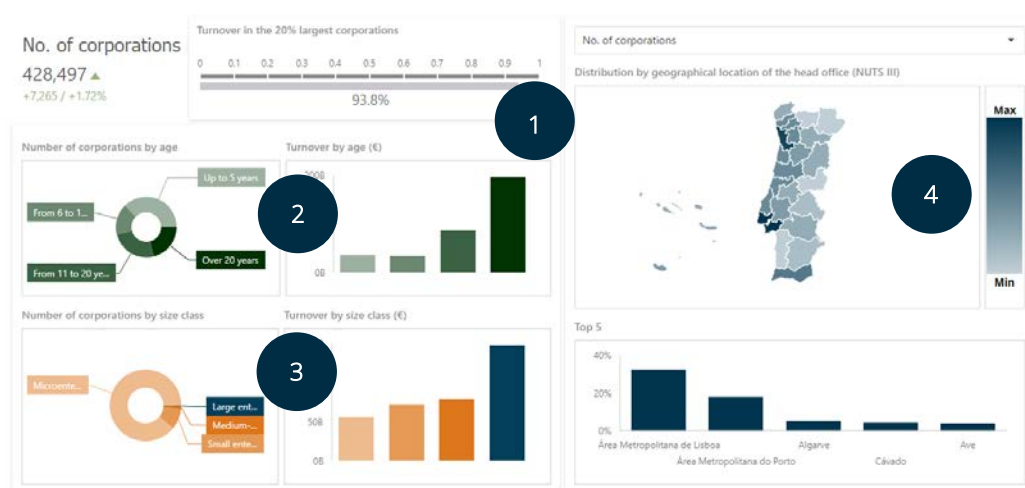 No. of corporations
428,497
+7,265 / +1.72%
Turnover in the 20% largest corporations
0 0.1 0.2 0.3 0.4 0.5 0.6 0.7 0.8 0.9 1
93.8%
1
Number of corporations by age
Up to 5 years
From 6 to 1...
From 11 to 20 ye...
Over 20 years
2
Turnover by age (€)
200B
0B
Number of corporations by size class
Microente...
Large ent...
Medium-...
Small ente...
3
Turnover by size class (€)
50B
0B
No. of corporations
Distribution by geographical location of the head office (NUTS III)
4
Max
Min
Top 5
40%
20%
0%
Área Metropolitana de Lisboa
Área Metropolitana do Porto
Algarve
Cávado
Ave